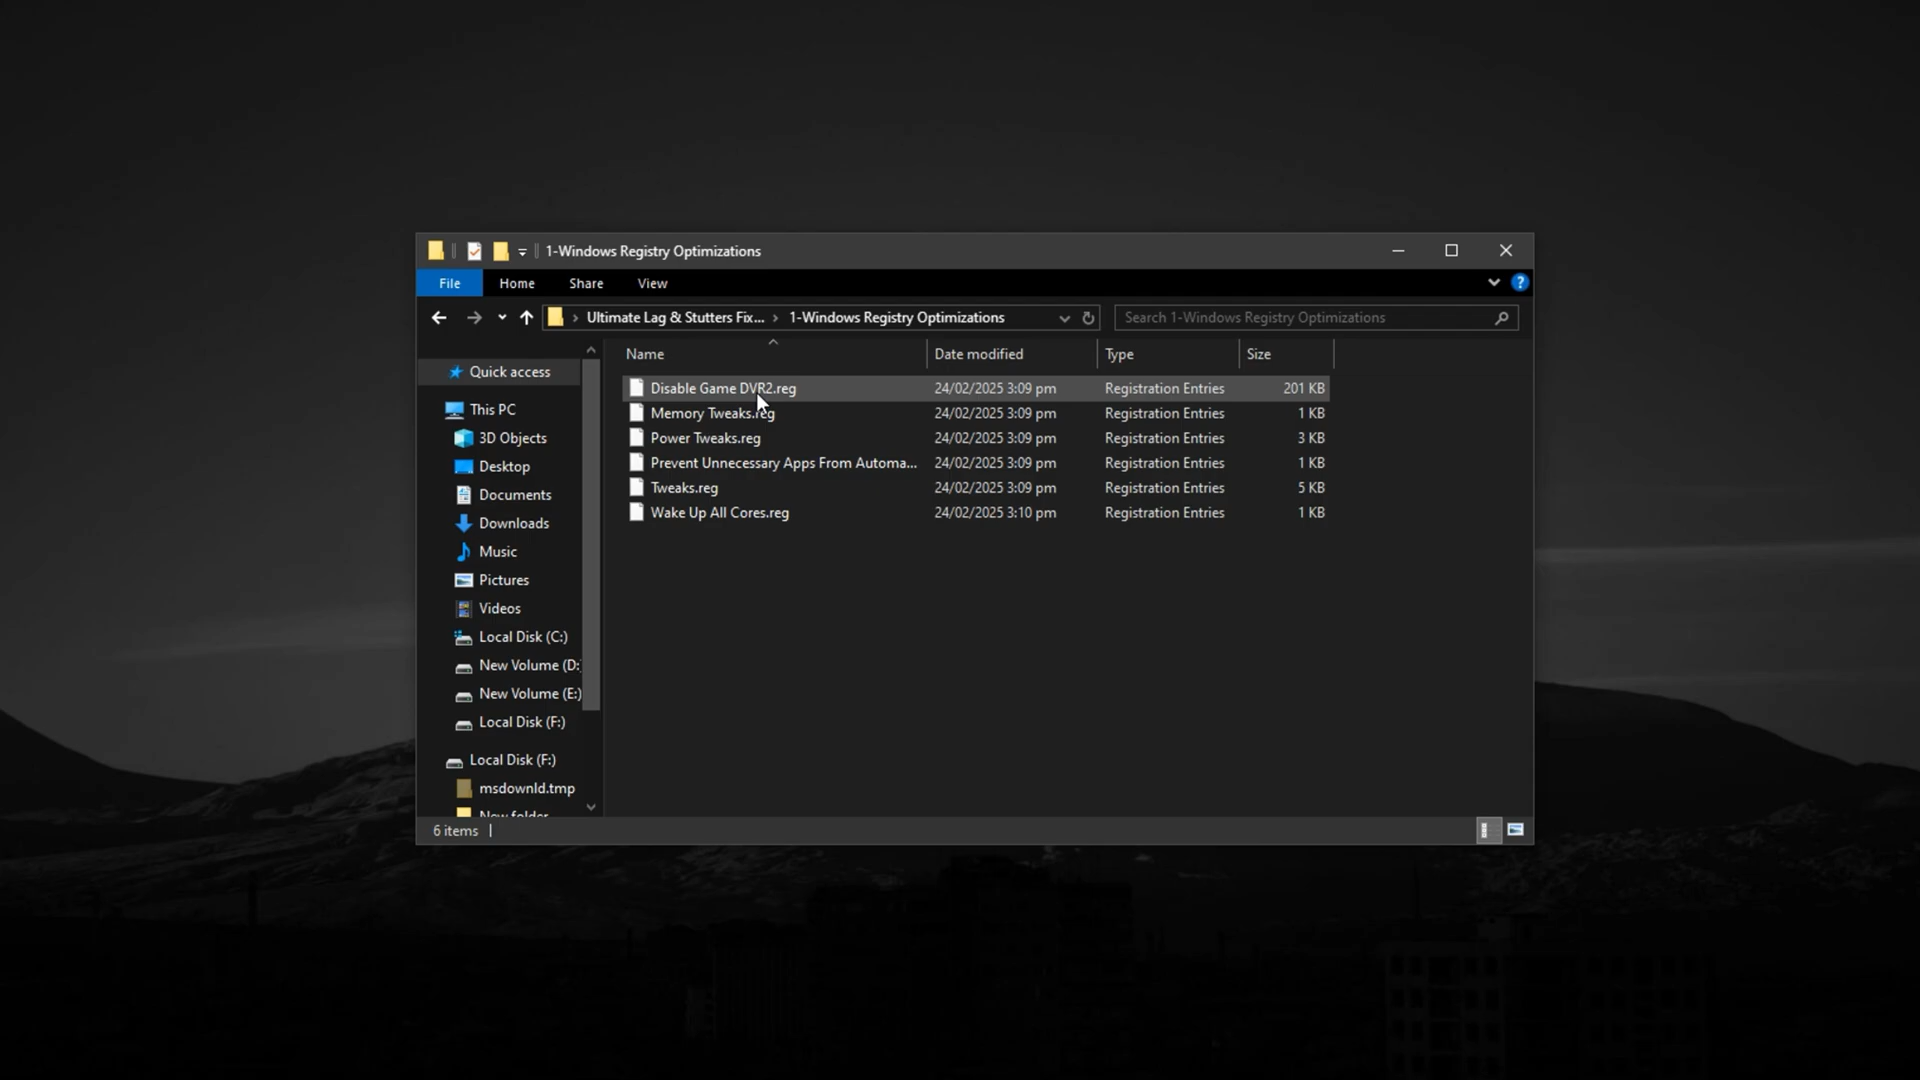 1-Windows Registry Optimizations
File Home Share View
Ultimate Lag & Stutters Fix... > 1-Windows Registry Optimizations
Search 1-Windows Registry Optimizations
Name Date modified Type Size
Disable Game DVR2.reg 24/02/2025 3:09 pm Registration Entries 201 KB
Memory Tweaks.reg 24/02/2025 3:09 pm Registration Entries 1 KB
Power Tweaks.reg 24/02/2025 3:09 pm Registration Entries 3 KB
Prevent Unnecessary Apps From Automa... 24/02/2025 3:09 pm Registration Entries 1 KB
Tweaks.reg 24/02/2025 3:09 pm Registration Entries 5 KB
Wake Up All Cores.reg 24/02/2025 3:10 pm Registration Entries 1 KB
Quick access
This PC
3D Objects
Desktop
Documents
Downloads
Music
Pictures
Videos
Local Disk (C:)
New Volume (D:
New Volume (E:)
Local Disk (F:)
Local Disk (F:)
msdownld.tmp
New folder
6 items